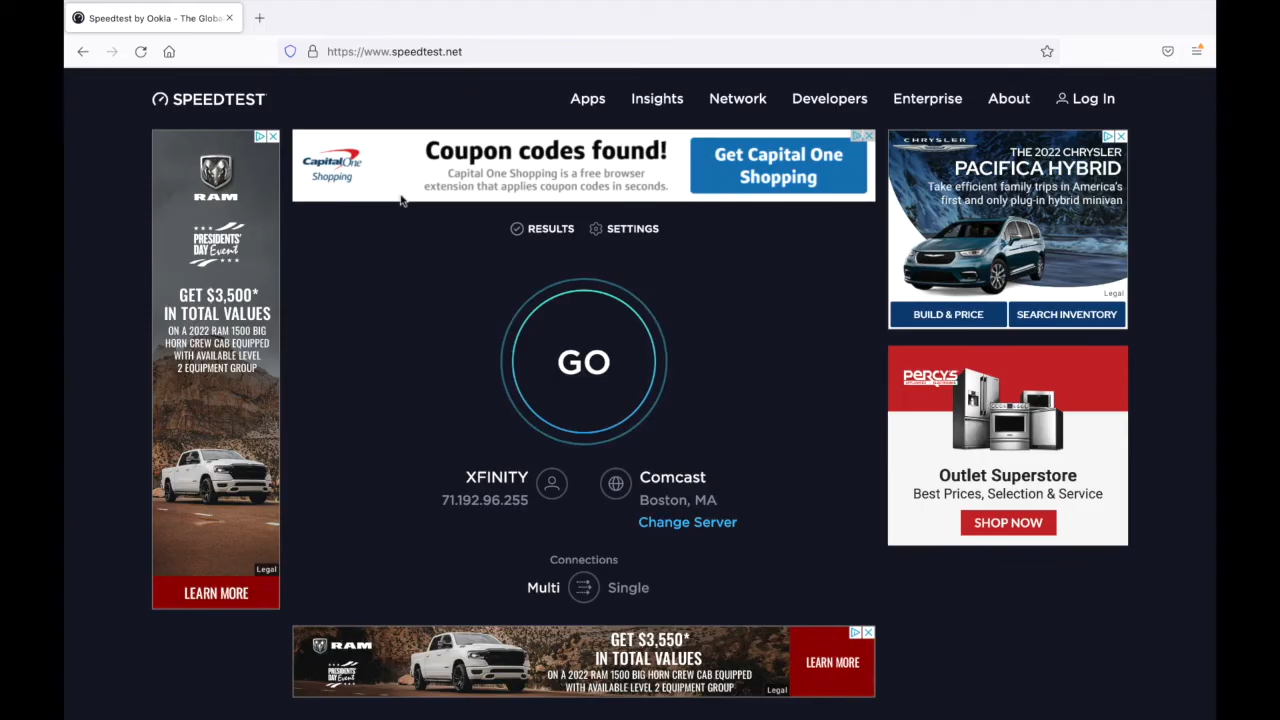 Speedtest by Ookla - The Globa
https://www.speedtest.net
SPEEDTEST
Apps
Insights
Network
Developers
Enterprise
About
Log In
RAM
PRESIDENTS'
DAY Event
GET $3,500*
IN TOTAL VALUES
ON A 2022 RAM 1500 BIG
HORN CREW CAB EQUIPPED
WITH AVAILABLE LEVEL
2 EQUIPMENT GROUP
Legal
LEARN MORE
Capital One
Shopping
Coupon codes found!
Capital One Shopping is a free browser
extension that applies coupon codes in seconds.
Get Capital One
Shopping
RESULTS
SETTINGS
GO
XFINITY
71.192.96.255
Comcast
Boston, MA
Change Server
Connections
Multi
Single
RAM
PRESIDENTS'
DAY Event
GET $3,550*
IN TOTAL VALUES
ON A 2022 RAM 1500 BIG HORN CREW CAB EQUIPPED
WITH AVAILABLE LEVEL 2 EQUIPMENT GROUP
Legal
LEARN MORE
CHRYSLER
THE 2022 CHRYSLER
PACIFICA HYBRID
Take efficient family trips in America's
first and only plug-in hybrid minivan
Legal
BUILD & PRICE
SEARCH INVENTORY
PERCY'S
Outlet Superstore
Best Prices, Selection & Service
SHOP NOW